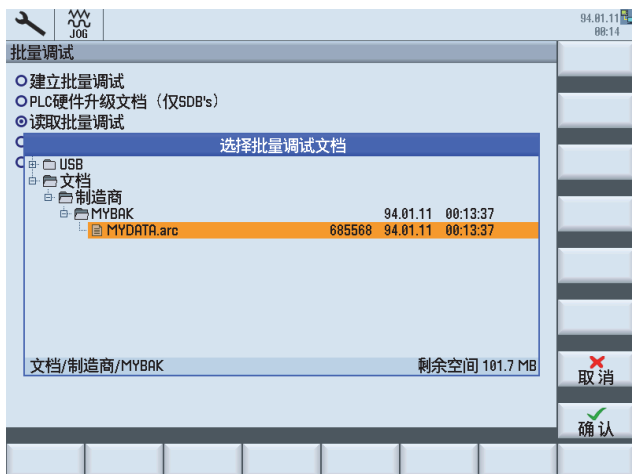 94.01.11
JOG
00:14
批量调试
建立批量调试
PLC硬件升级文档（仅SDB's）
读取批量调试
选择批量调试文档
USB
文档
制造商
MYBAK 94.01.11 00:13:37
MYDATA.arc 685568 94.01.11 00:13:37
文档/制造商/MYBAK 剩余空间 101.7 MB
取消
确认